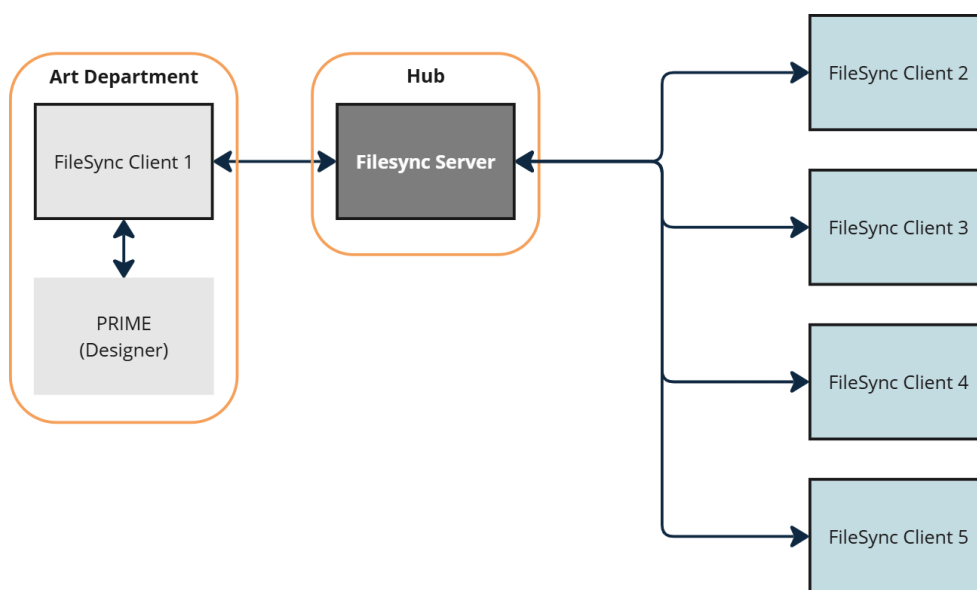 Art Department
FileSync Client 1
PRIME
(Designer)
Hub
Filesync Server
FileSync Client 2
FileSync Client 3
FileSync Client 4
FileSync Client 5